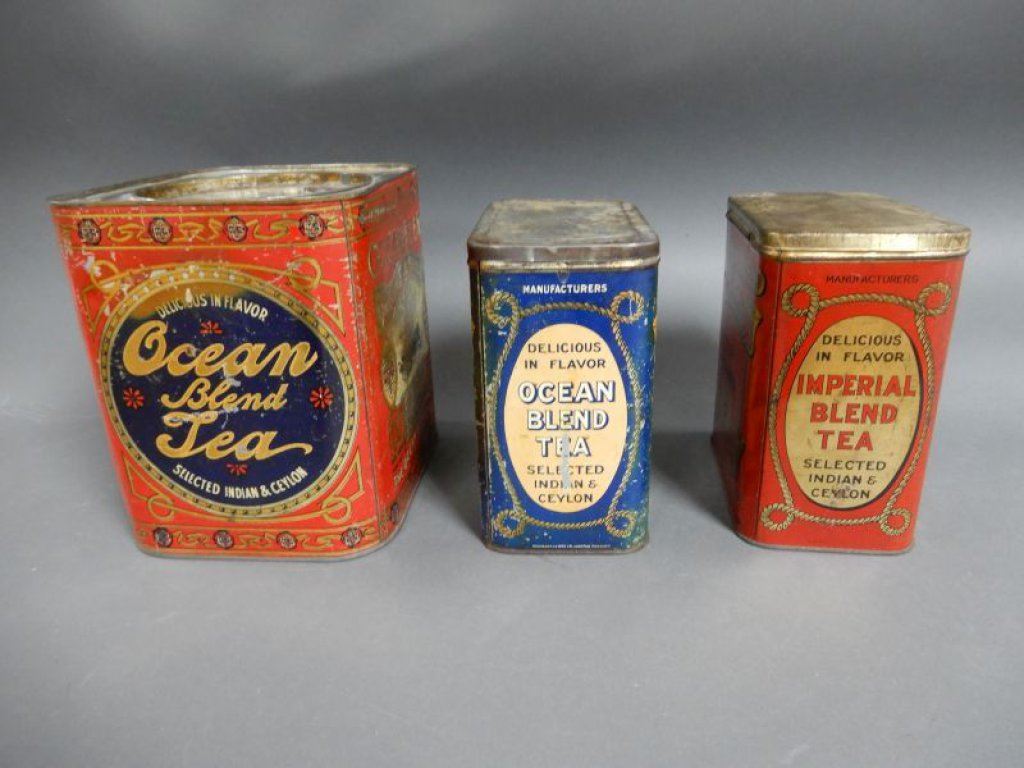 DELICIOUS IN FLAVOR
Ocean
Blend
Tea
SELECTED INDIAN & CEYLON
MANUFACTURERS
DELICIOUS
IN FLAVOR
OCEAN
BLEND
TEA
SELECTED
INDIAN &
CEYLON
MANUFACTURERS
DELICIOUS
IN FLAVOR
IMPERIAL
BLEND
TEA
SELECTED
INDIAN &
CEYLON